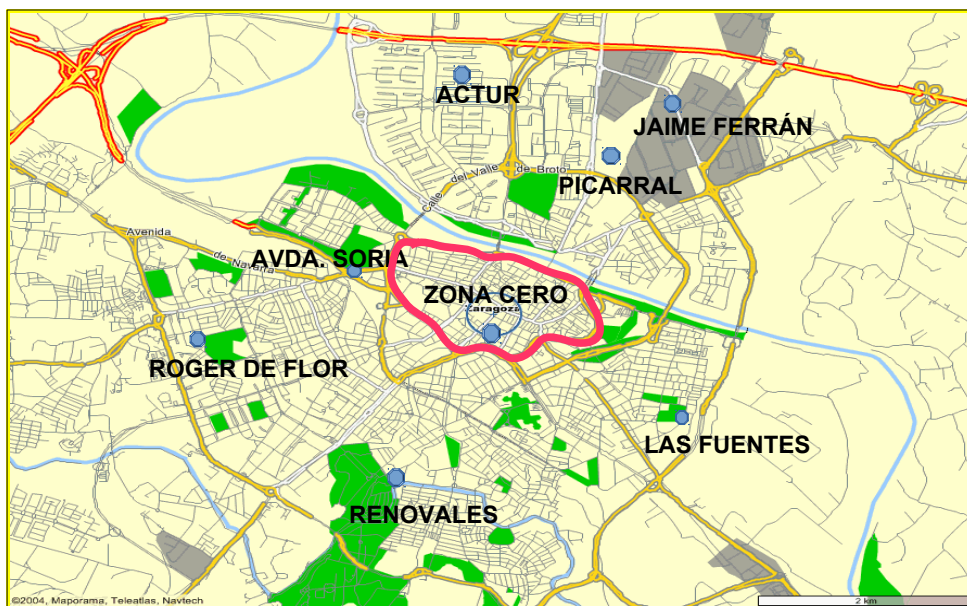 ACTUR
JAIME FERRÁN
Calle del Valle de Broto
PICARRAL
Avenida de Navarra
AVDA. SORIA
ZONA CERO
Zaragoza
ROGER DE FLOR
LAS FUENTES
RENOVALES
©2004, Maporama, Teleatlas, Navtech
2 km